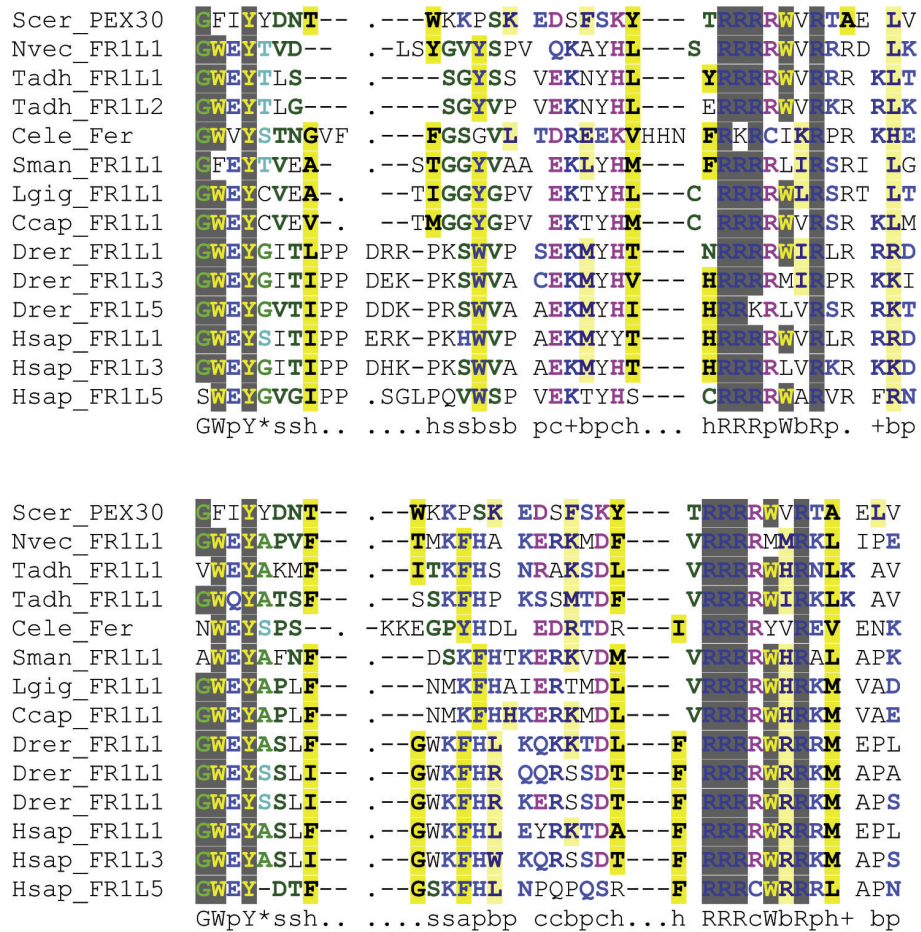 Scer_PEX30 GFIYYDNT--.--WKKPSK EDSFSKY---TRRRRWVRTAE LV
Nvec_FR1L1 GWEYTVD---.--LSYGVYSPV QKAYHL---S RRRRWVRRRD LK
Tadh_FR1L1 GWEYTLS---.----SGYSS VEKNYHL---YRRRRWVRRR KLT
Tadh_FR1L2 GWEYTLG---.----SGYVP VEKNYHL---ERRRRWVRKR RLK
Cele_Fer GWVYSTNGVF.----FGSGVL TDREEKVHHN FRKRCIKRPR KHE
Sman_FR1L1 GFEYTVEA--.---STGGYVAA EKLYHM---FRRRRLIRSRI LG
Lgig_FR1L1 GWEYCVEA-.---TIGGYGPV EKTYHL---C RRRRWLRSRT LT
Ccap_FR1L1 GWEYCVEV-.---TMGGYGPV EKTYHM---C RRRRWVRSR KLM
Drer_FR1L1 GWEYGITLPP DRR-PKSWVP SEKMYHT---NRRRRWIRLR RRD
Drer_FR1L3 GWEYGITIPP DEK-PKSWVA CEKMYHV---HRRRRMIRPR KKI
Drer_FR1L5 GWEYGVTIPP DDK-PRSWVA AEKMYHI---HRRKRLVRSR RKT
Hsap_FR1L1 GWEYSITIPP ERK-PKHWVP AEKMYYT---HRRRRWVRLR RRD
Hsap_FR1L3 GWEYGITIPP DHK-PKSWVA AEKMYHT---HRRRRLVRKR KKD
Hsap_FR1L5 SWEYGVGIPP SGLPQVWSP VEKTYHS---CRRRRWARVR FRN
GWpY*ssh.. ....hssbsb pc+bpch... hRRRpWbRp. +bp
Scer_PEX30 GFIYYDNT--.--WKKPSK EDSFSKY---TRRRRWVRTA ELV
Nvec_FR1L1 GWEYAPVF--.---TMKFHA KERKMDF---VRRRRMMRKL IPE
Tadh_FR1L1 VWEYAKMF--.---ITKFHS NRAKSDL---VRRRRWHRNLK AV
Tadh_FR1L1 GWQYATSF--.---SSKFHP KSSMTDF---VRRRRWIRKLK AV
Cele_Fer NWEYSPS--.--KKEGPYHDL EDRTDR---I RRRRYVREV ENK
Sman_FR1L1 AWEYAFNF--.---DSKFHTKERKVDM---VRRRRWHRAL APK
Lgig_FR1L1 GWEYAPLF--.---NMKFHAIERTMDL---VRRRRWHRKM VAD
Ccap_FR1L1 GWEYAPLF--.---NMKFHHKERKMDL---VRRRRWHRKM VAE
Drer_FR1L1 GWEYASLF--.--GWKFHL KQKKTDL---F RRRRWRRRM EPL
Drer_FR1L1 GWEYSSLI--.--GWKFHR QQRSSDT---F RRRRWRRKM APA
Drer_FR1L1 GWEYSSLI--.--GWKFHR KERSSDT---F RRRRWRRKM APS
Hsap_FR1L1 GWEYASLF--.--GWKFHL EYRKTDA---F RRRRWRRRM EPL
Hsap_FR1L3 GWEYASLI--.--GWKFHW KQRSSDT---F RRRRWRRKM APS
Hsap_FR1L5 GWEY-DTF--.--GSKFHL NPQPQSR---F RRRCWRRRL APN
GWpY*ssh.. ....ssapbp ccbpch...h RRRcWbRph+ bp